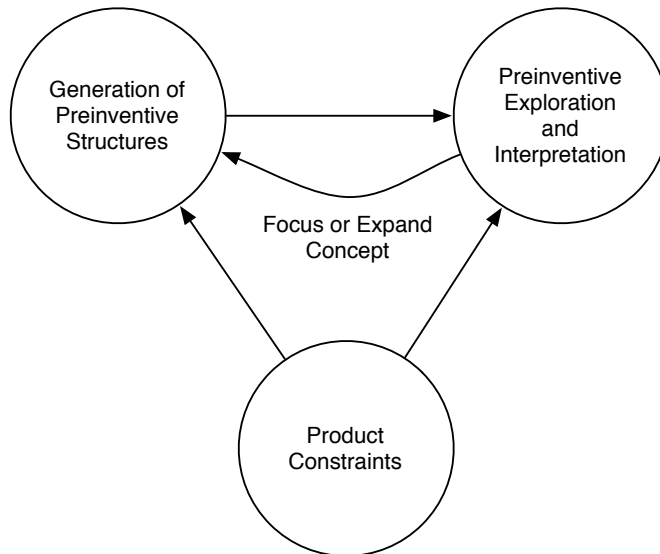 Generation of
Preinventive
Structures
Preinventive
Exploration
and
Interpretation
Focus or Expand
Concept
Product
Constraints